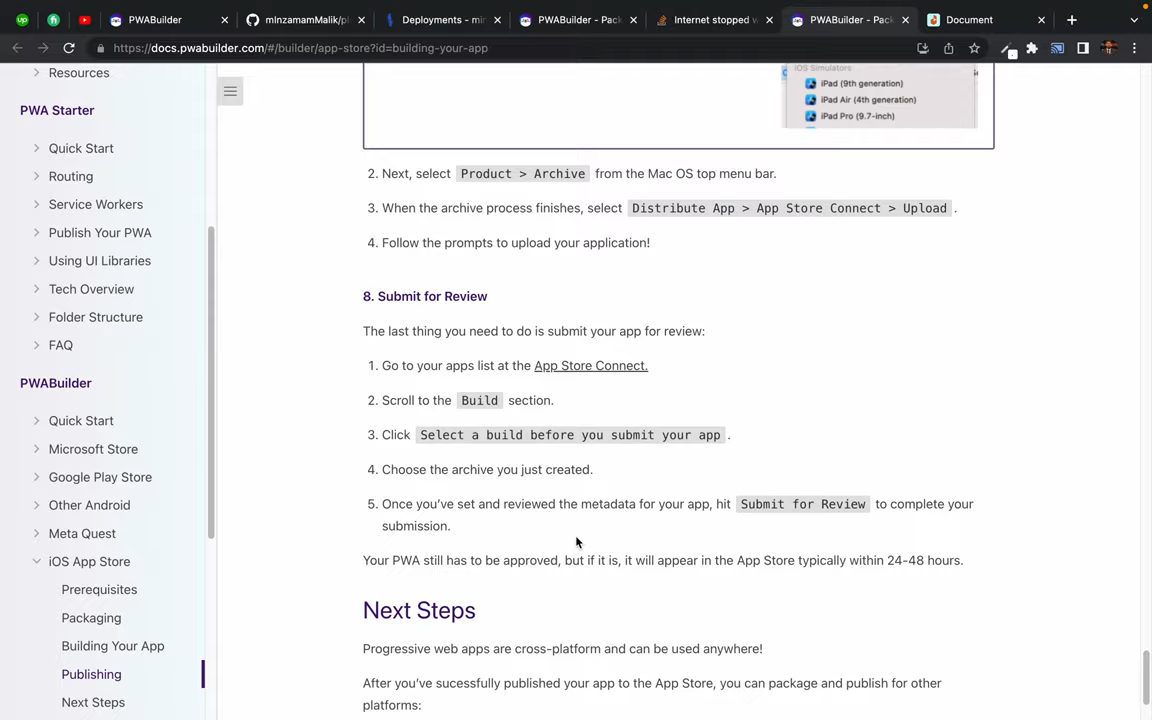 PWABuilder
mInzamamMalik/pl
Deployments - min
PWABuilder - Pack
Internet stopped w
PWABuilder - Pack
Document
https://docs.pwabuilder.com/#/builder/app-store?id=building-your-app
Resources
PWA Starter
Quick Start
Routing
Service Workers
Publish Your PWA
Using UI Libraries
Tech Overview
Folder Structure
FAQ
PWABuilder
Quick Start
Microsoft Store
Google Play Store
Other Android
Meta Quest
iOS App Store
Prerequisites
Packaging
Building Your App
Publishing
Next Steps
iOS Simulators
iPad (9th generation)
iPad Air (4th generation)
iPad Pro (9.7-inch)
2. Next, select Product > Archive from the Mac OS top menu bar.
3. When the archive process finishes, select Distribute App > App Store Connect > Upload .
4. Follow the prompts to upload your application!
8. Submit for Review
The last thing you need to do is submit your app for review:
1. Go to your apps list at the App Store Connect.
2. Scroll to the Build section.
3. Click Select a build before you submit your app .
4. Choose the archive you just created.
5. Once you’ve set and reviewed the metadata for your app, hit Submit for Review to complete your
submission.
Your PWA still has to be approved, but if it is, it will appear in the App Store typically within 24-48 hours.
Next Steps
Progressive web apps are cross-platform and can be used anywhere!
After you’ve sucessfully published your app to the App Store, you can package and publish for other
platforms: